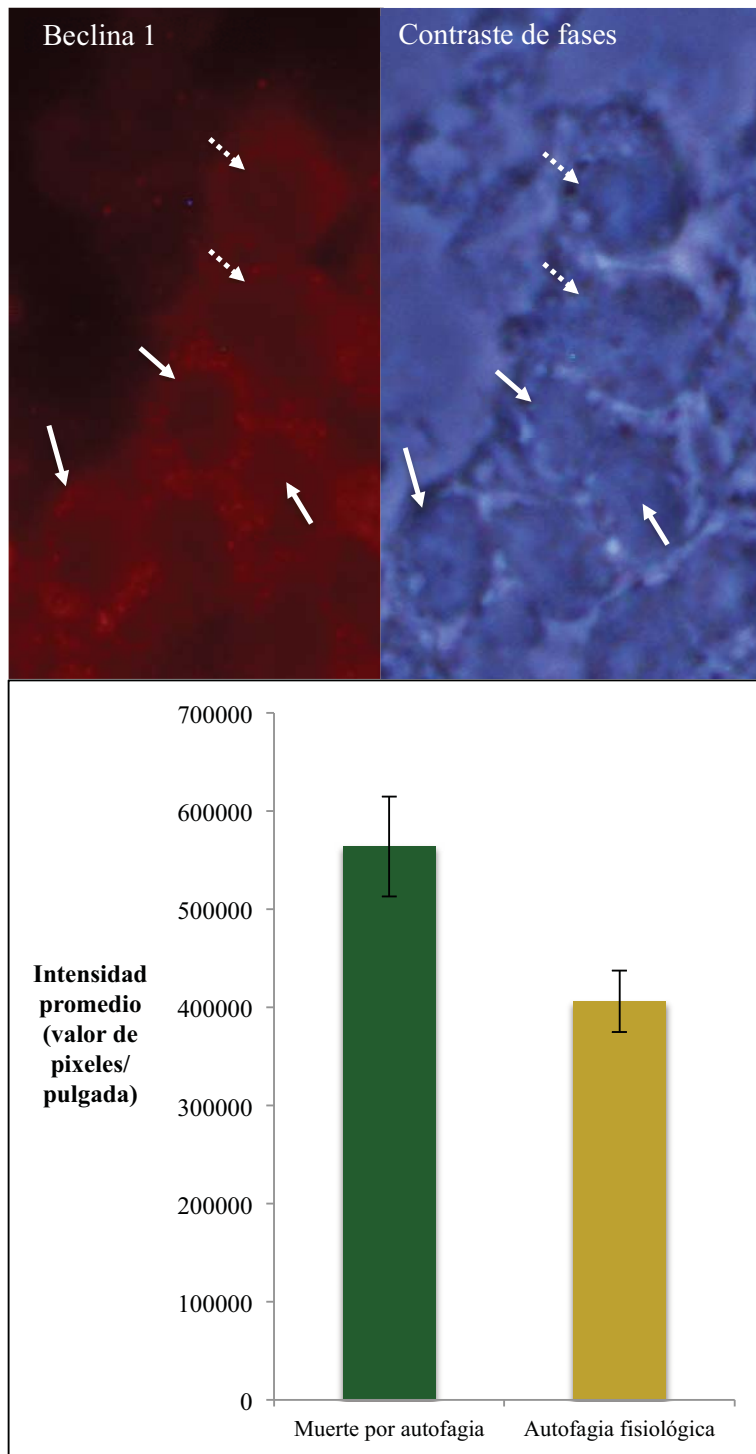 Beclina 1
Contraste de fases
700000
600000
500000
400000
300000
200000
100000
0
Intensidad
promedio
(valor de
pixeles/
pulgada)
Muerte por autofagia
Autofagia fisiológica